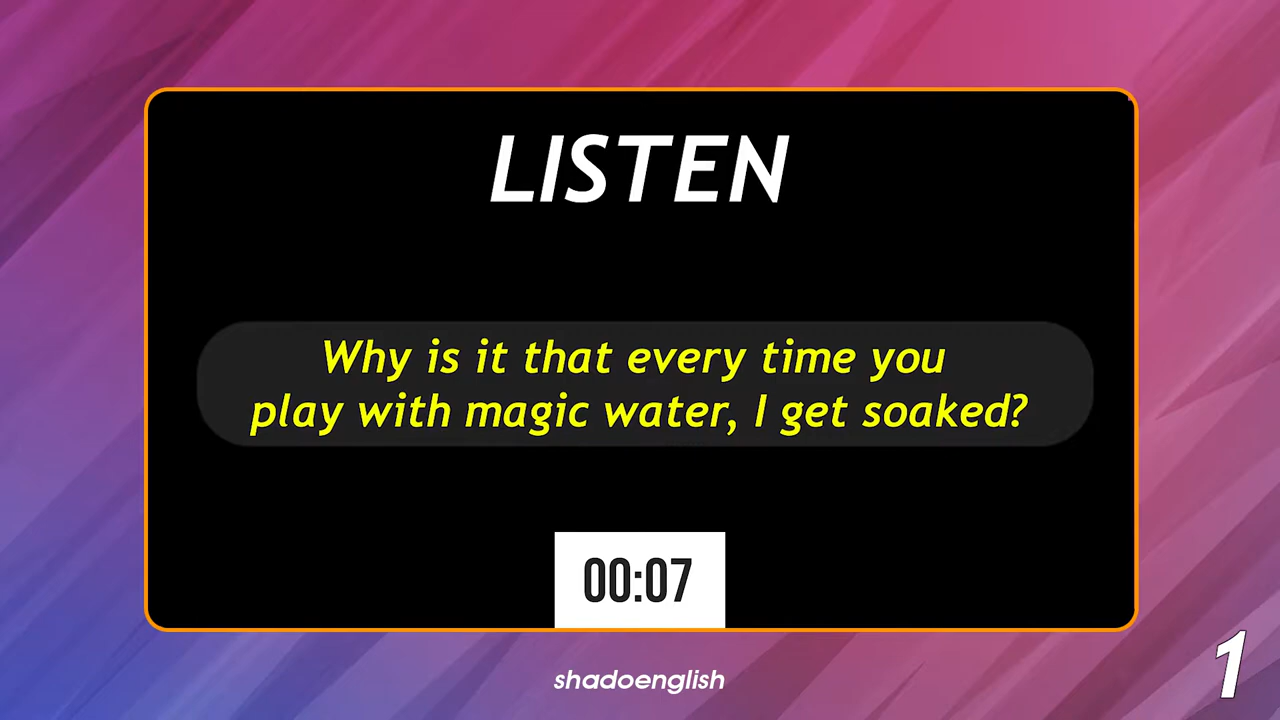 LISTEN
Why is it that every time you
play with magic water, I get soaked?
00:07
shadoenglish
1